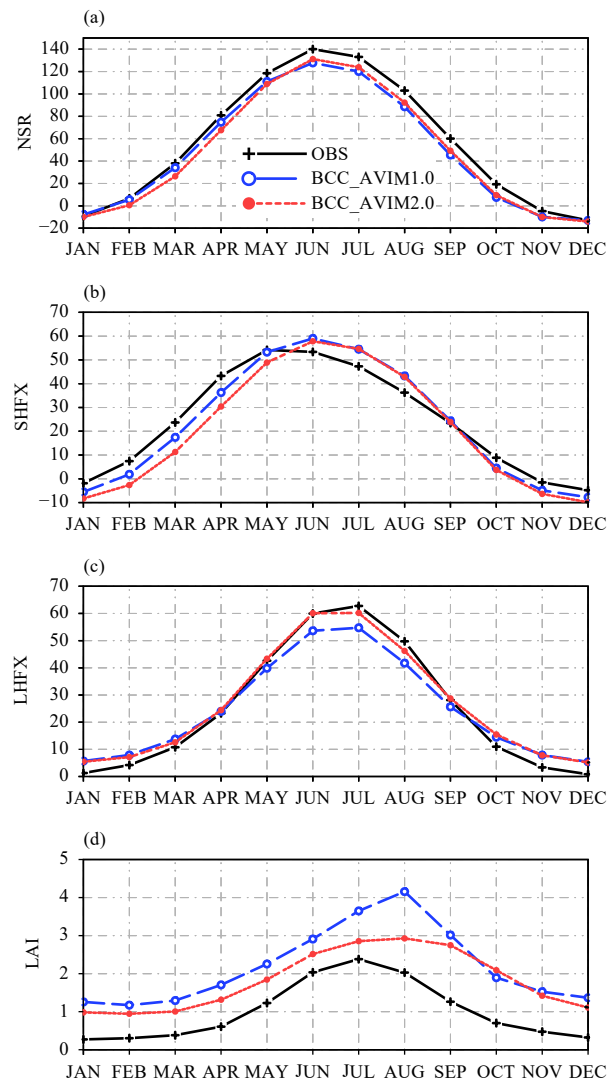 (a)
140
120
100
80
60
40
20
0
−20
NSR
OBS
BCC_AVIM1.0
BCC_AVIM2.0
JAN FEB MAR APR MAY JUN JUL AUG SEP OCT NOV DEC
(b)
70
60
50
40
30
20
10
0
−10
SHFX
JAN FEB MAR APR MAY JUN JUL AUG SEP OCT NOV DEC
(c)
70
60
50
40
30
20
10
0
LHFX
JAN FEB MAR APR MAY JUN JUL AUG SEP OCT NOV DEC
(d)
5
4
3
2
1
0
LAI
JAN FEB MAR APR MAY JUN JUL AUG SEP OCT NOV DEC